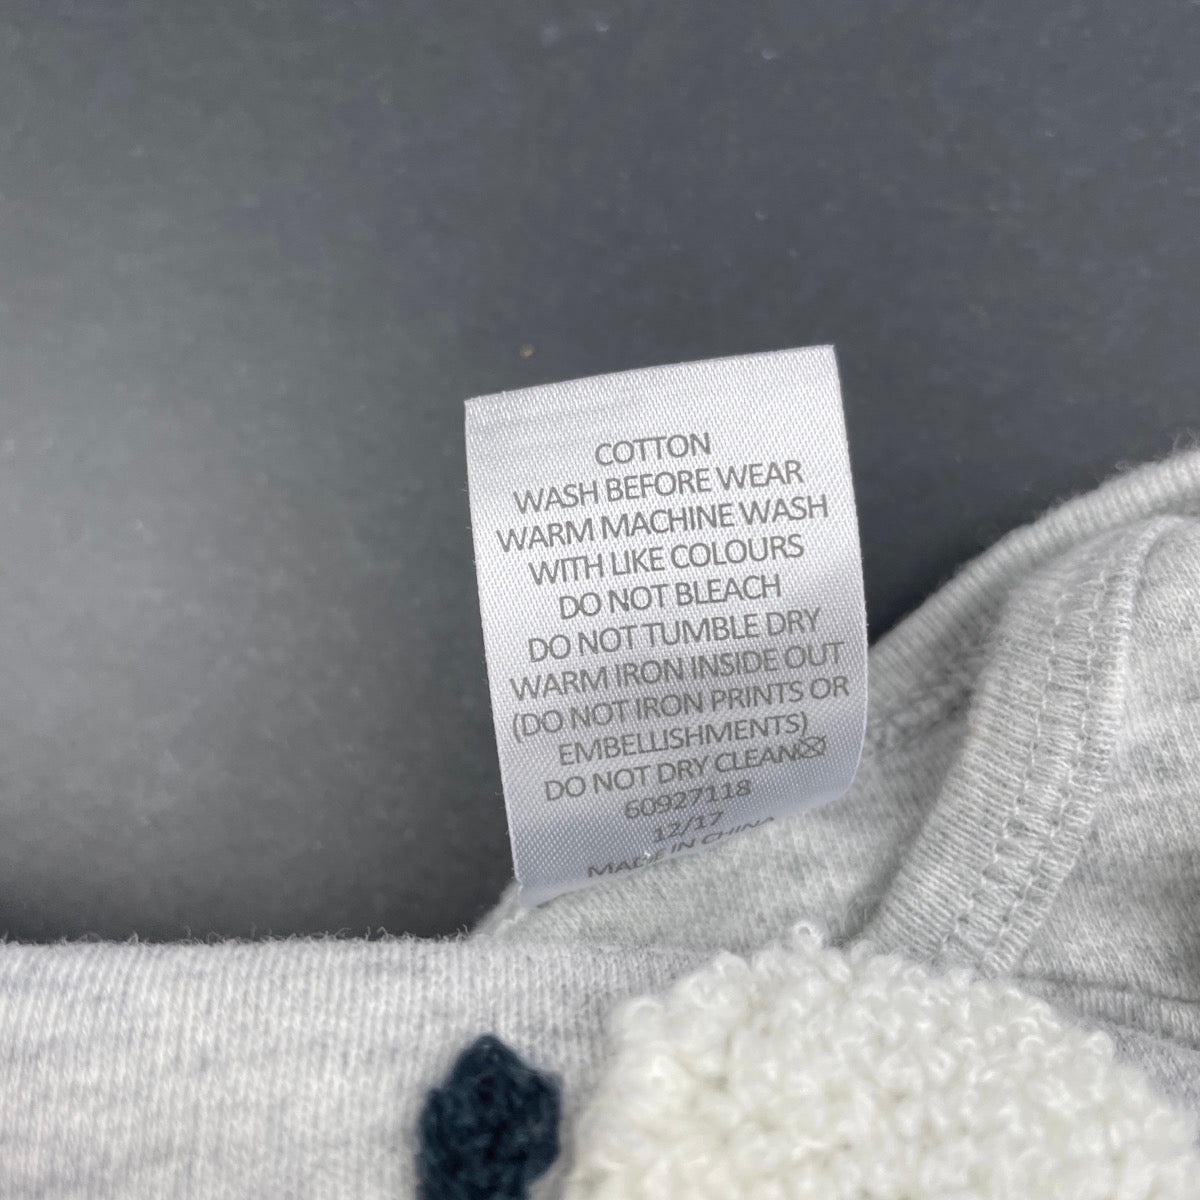 COTTON
WASH BEFORE WEAR
WARM MACHINE WASH
WITH LIKE COLOURS
DO NOT BLEACH
DO NOT TUMBLE DRY
WARM IRON INSIDE OUT
(DO NOT IRON PRINTS OR
EMBELLISHMENTS)
DO NOT DRY CLEAN
60927118
12/17
MADE IN CHINA